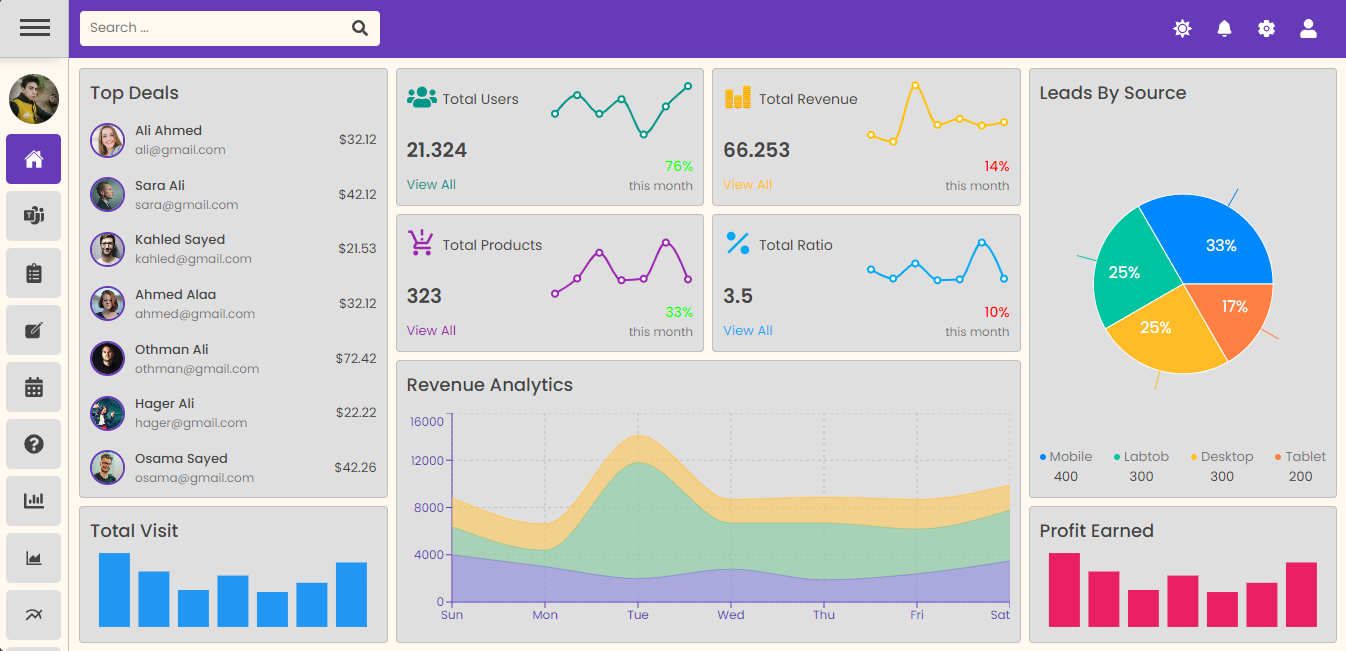 Search ...
Top Deals
Ali Ahmed
ali@gmail.com
$32.12
Sara Ali
sara@gmail.com
$42.12
Kahled Sayed
kahled@gmail.com
$21.53
Ahmed Alaa
ahmed@gmail.com
$32.12
Othman Ali
othman@gmail.com
$72.42
Hager Ali
hager@gmail.com
$22.22
Osama Sayed
osama@gmail.com
$42.26
Total Users
21.324
View All
76%
this month
Total Revenue
66.253
View All
14%
this month
Total Products
323
View All
33%
this month
Total Ratio
3.5
View All
10%
this month
Leads By Source
33%
25%
17%
25%
Mobile
400
Labtob
300
Desktop
300
Tablet
200
Revenue Analytics
16000
12000
8000
4000
0
Sun Mon Tue Wed Thu Fri Sat
Total Visit
Profit Earned